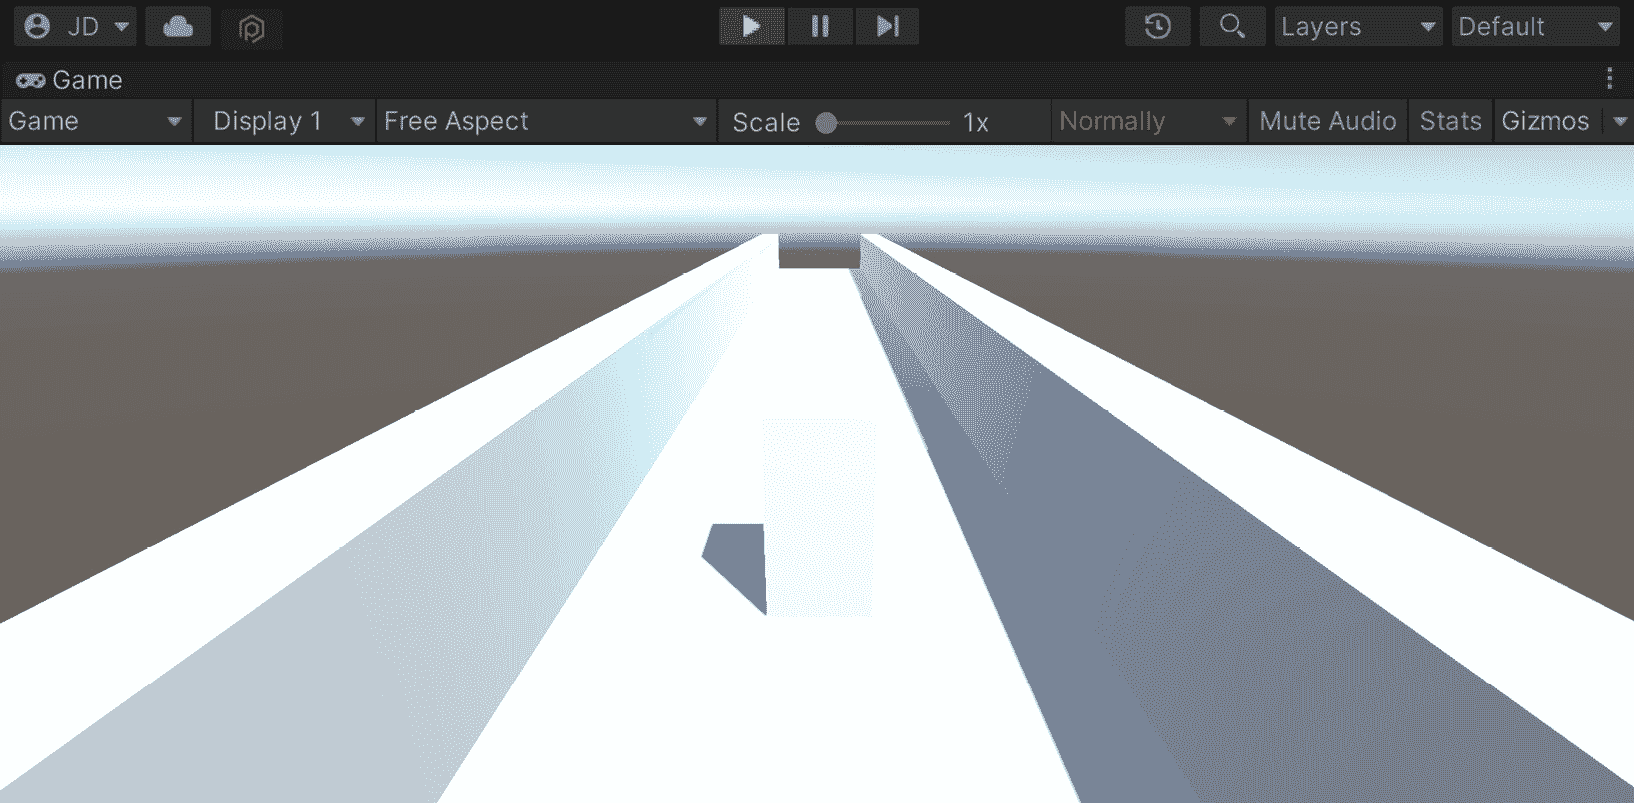 JD Layers Default
Game
Game Display 1 Free Aspect Scale 1x Normally Mute Audio Stats Gizmos